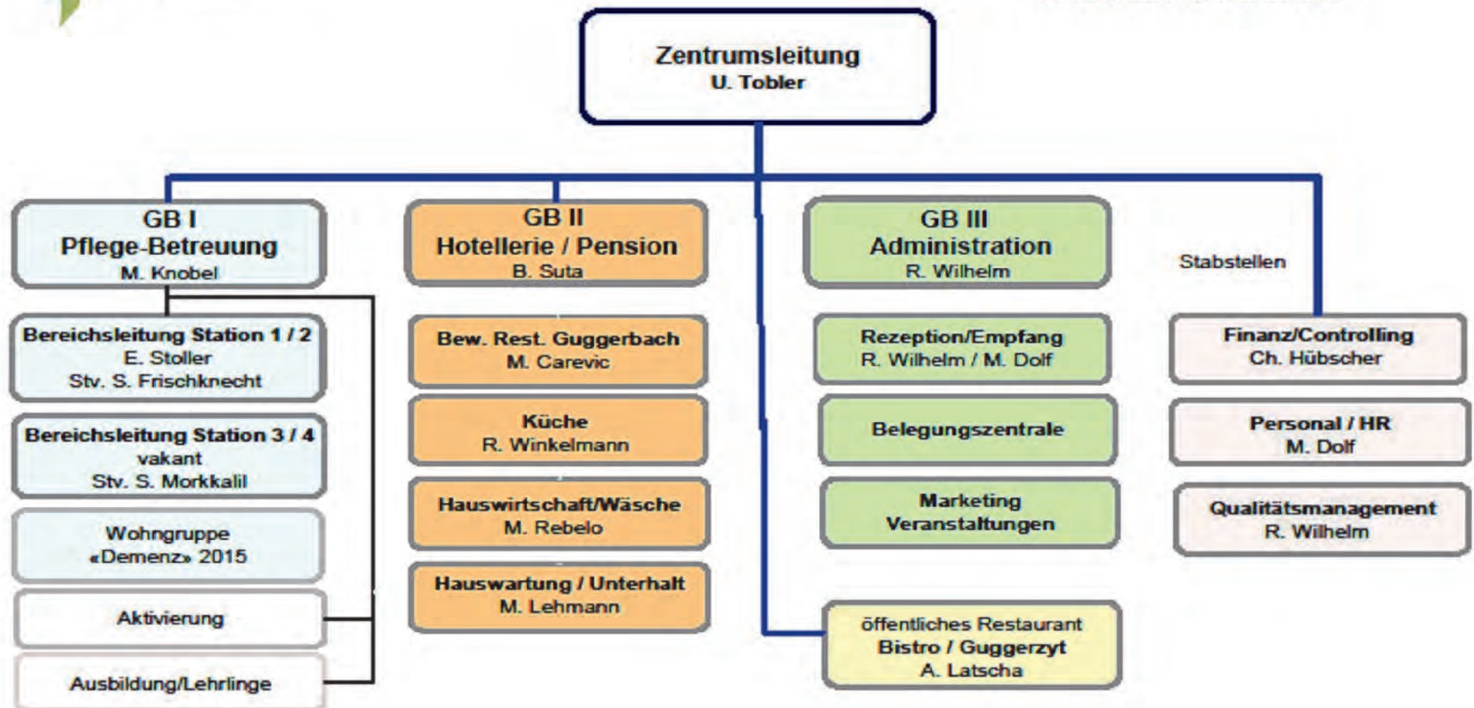 Zentrumsleitung
U. Tobler
GB I
Pflege-Betreuung
M. Knobel
Bereichsleitung Station 1 / 2
E. Stoller
Stv. S. Frischknecht
Bereichsleitung Station 3 / 4
vakant
Stv. S. Morkkalil
Wohngruppe
«Demenz» 2015
Aktivierung
Ausbildung/Lehrlinge
GB II
Hotellerie / Pension
B. Suta
Bew. Rest. Guggerbach
M. Carevic
Küche
R. Winkelmann
Hauswirtschaft/Wäsche
M. Rebelo
Hauswartung / Unterhalt
M. Lehmann
GB III
Administration
R. Wilhelm
Rezeption/Empfang
R. Wilhelm / M. Dolf
Belegungszentrale
Marketing
Veranstaltungen
öffentliches Restaurant
Bistro / Guggerzyt
A. Latscha
Stabstellen
Finanz/Controlling
Ch. Hübscher
Personal / HR
M. Dolf
Qualitätsmanagement
R. Wilhelm